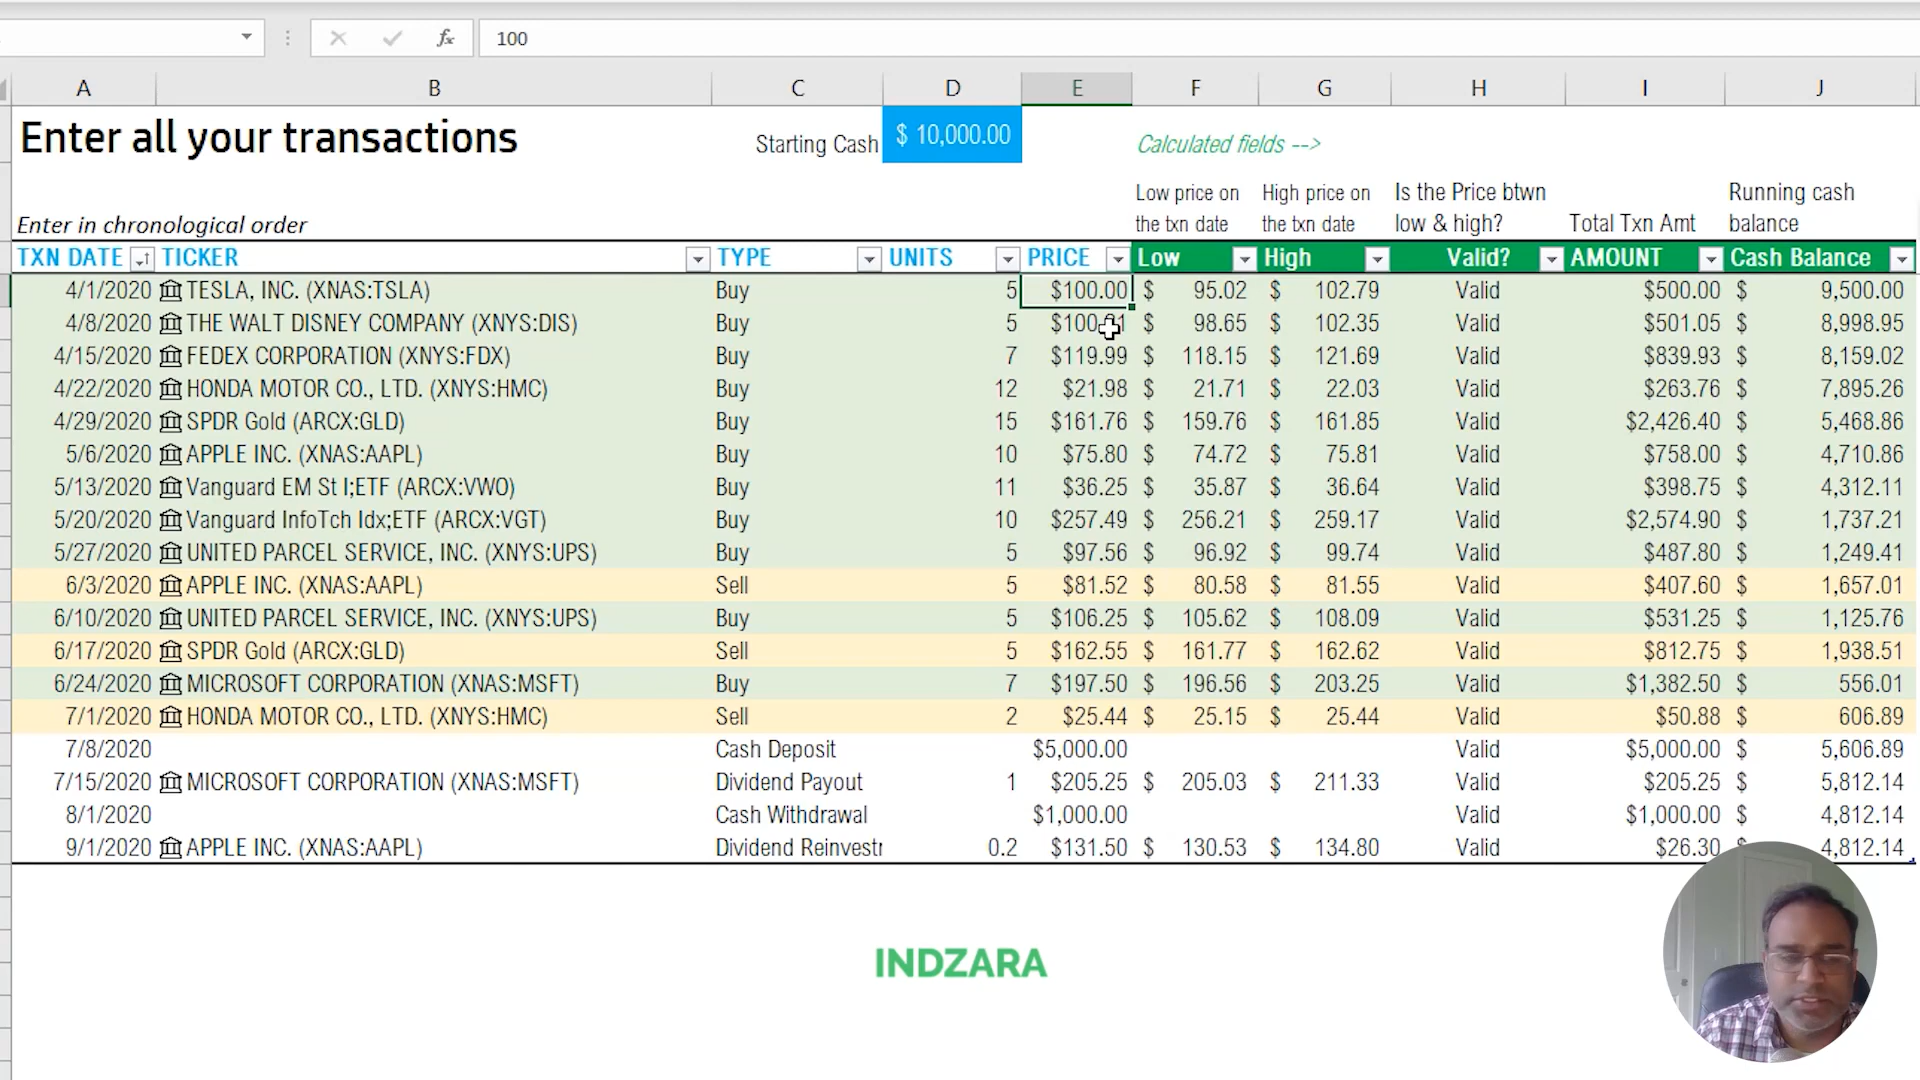 100
A B C D E F G H I J
Enter all your transactions Starting Cash $ 10,000.00 Calculated fields -->
Low price on the txn date High price on the txn date Is the Price btwn low & high? Total Txn Amt Running cash balance
Enter in chronological order
TXN DATE TICKER TYPE UNITS PRICE Low High Valid? AMOUNT Cash Balance
4/1/2020 TESLA, INC. (XNAS:TSLA) Buy 5 $100.00 $ 95.02 $ 102.79 Valid $500.00 $ 9,500.00
4/8/2020 THE WALT DISNEY COMPANY (XNYS:DIS) Buy 5 $ 98.65 $ 102.35 Valid $501.05 $ 8,998.95
4/15/2020 FEDEX CORPORATION (XNYS:FDX) Buy 7 $119.99 $ 118.15 $ 121.69 Valid $839.93 $ 8,159.02
4/22/2020 HONDA MOTOR CO., LTD. (XNYS:HMC) Buy 12 $21.98 $ 21.71 $ 22.03 Valid $263.76 $ 7,895.26
4/29/2020 SPDR Gold (ARCX:GLD) Buy 15 $161.76 $ 159.76 $ 161.85 Valid $2,426.40 $ 5,468.86
5/6/2020 APPLE INC. (XNAS:AAPL) Buy 10 $75.80 $ 74.72 $ 75.81 Valid $758.00 $ 4,710.86
5/13/2020 Vanguard EM St I;ETF (ARCX:VWO) Buy 11 $36.25 $ 35.87 $ 36.64 Valid $398.75 $ 4,312.11
5/20/2020 Vanguard InfoTch Idx;ETF (ARCX:VGT) Buy 10 $257.49 $ 256.21 $ 259.17 Valid $2,574.90 $ 1,737.21
5/27/2020 UNITED PARCEL SERVICE, INC. (XNYS:UPS) Buy 5 $97.56 $ 96.92 $ 99.74 Valid $487.80 $ 1,249.41
6/3/2020 APPLE INC. (XNAS:AAPL) Sell 5 $81.52 $ 80.58 $ 81.55 Valid $407.60 $ 1,657.01
6/10/2020 UNITED PARCEL SERVICE, INC. (XNYS:UPS) Buy 5 $106.25 $ 105.62 $ 108.09 Valid $531.25 $ 1,125.76
6/17/2020 SPDR Gold (ARCX:GLD) Sell 5 $162.55 $ 161.77 $ 162.62 Valid $812.75 $ 1,938.51
6/24/2020 MICROSOFT CORPORATION (XNAS:MSFT) Buy 7 $197.50 $ 196.56 $ 203.25 Valid $1,382.50 $ 556.01
7/1/2020 HONDA MOTOR CO., LTD. (XNYS:HMC) Sell 2 $25.44 $ 25.15 $ 25.44 Valid $50.88 $ 606.89
7/8/2020 Cash Deposit $5,000.00 Valid $5,000.00 $ 5,606.89
7/15/2020 MICROSOFT CORPORATION (XNAS:MSFT) Dividend Payout 1 $205.25 $ 205.03 $ 211.33 Valid $205.25 $ 5,812.14
8/1/2020 Cash Withdrawal $1,000.00 Valid $1,000.00 $ 4,812.14
9/1/2020 APPLE INC. (XNAS:AAPL) Dividend Reinvestr 0.2 $131.50 $ 130.53 $ 134.80 Valid $26.30 $ 4,812.14
INDZARA